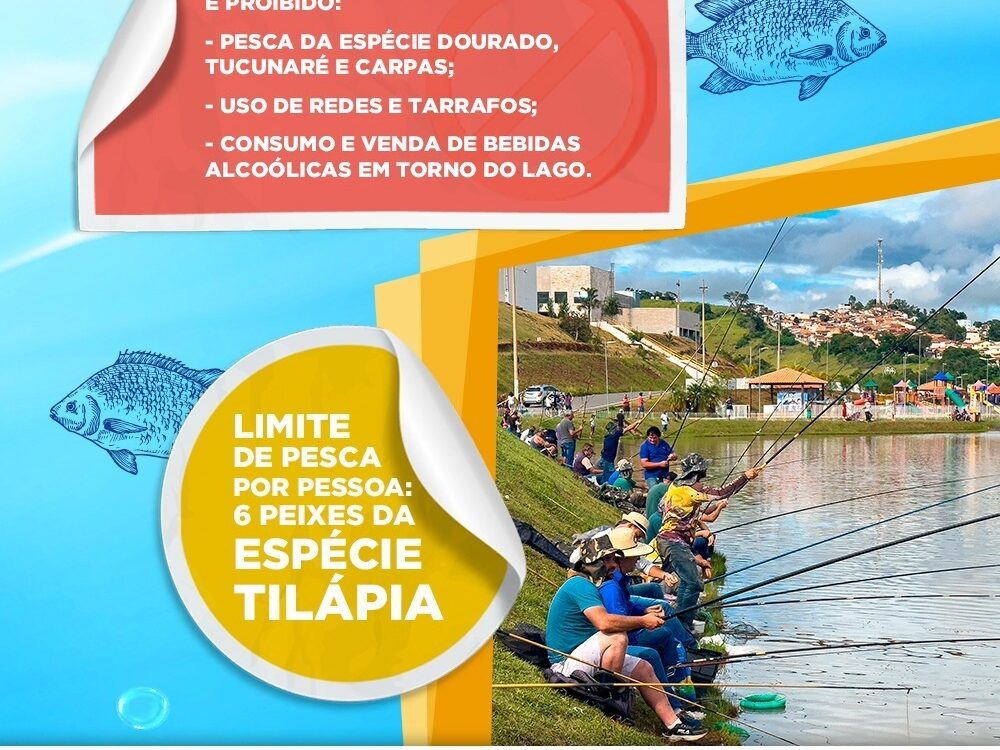 É PROIBIDO:
- PESCA DA ESPÉCIE DOURADO,
TUCUNARÉ E CARPAS;
- USO DE REDES E TARRAFOS;
- CONSUMO E VENDA DE BEBIDAS
ALCOÓLICAS EM TORNO DO LAGO.
LIMITE
DE PESCA
POR PESSOA:
6 PEIXES DA
ESPÉCIE
TILÁPIA